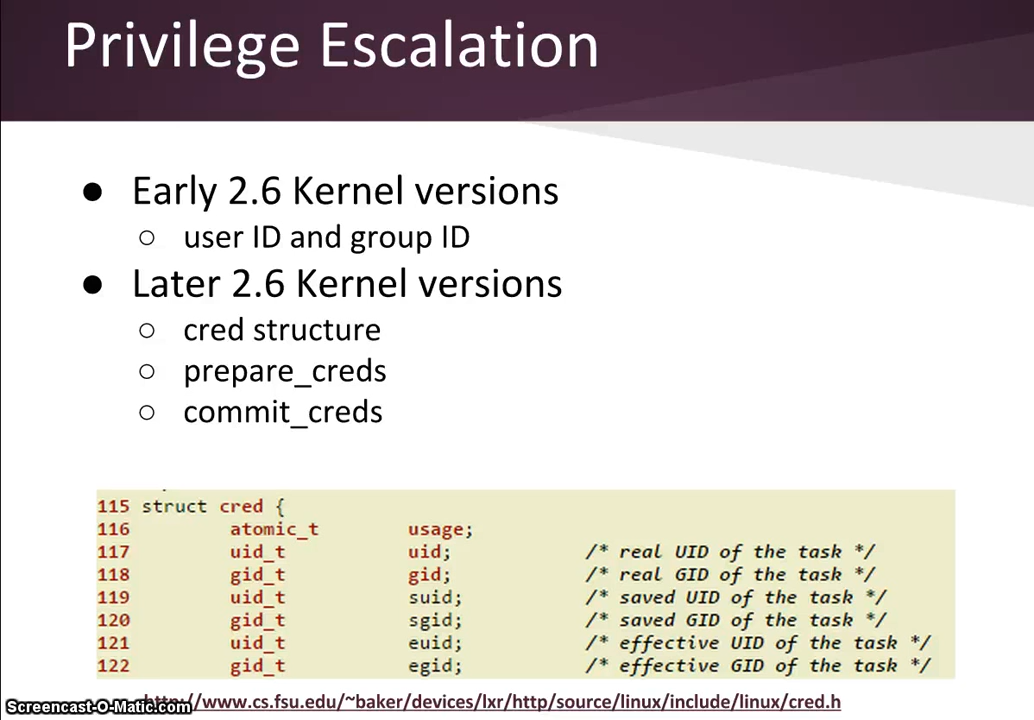 Privilege Escalation
● Early 2.6 Kernel versions
○ user ID and group ID
● Later 2.6 Kernel versions
○ cred structure
○ prepare_creds
○ commit_creds
115 struct cred {
116 atomic_t usage;
117 uid_t uid; /* real UID of the task */
118 gid_t gid; /* real GID of the task */
119 uid_t suid; /* saved UID of the task */
120 gid_t sgid; /* saved GID of the task */
121 uid_t euid; /* effective UID of the task */
122 gid_t egid; /* effective GID of the task */
http://www.cs.fsu.edu/~baker/devices/lxr/http/source/linux/include/linux/cred.h
Screencast-O-Matic.com